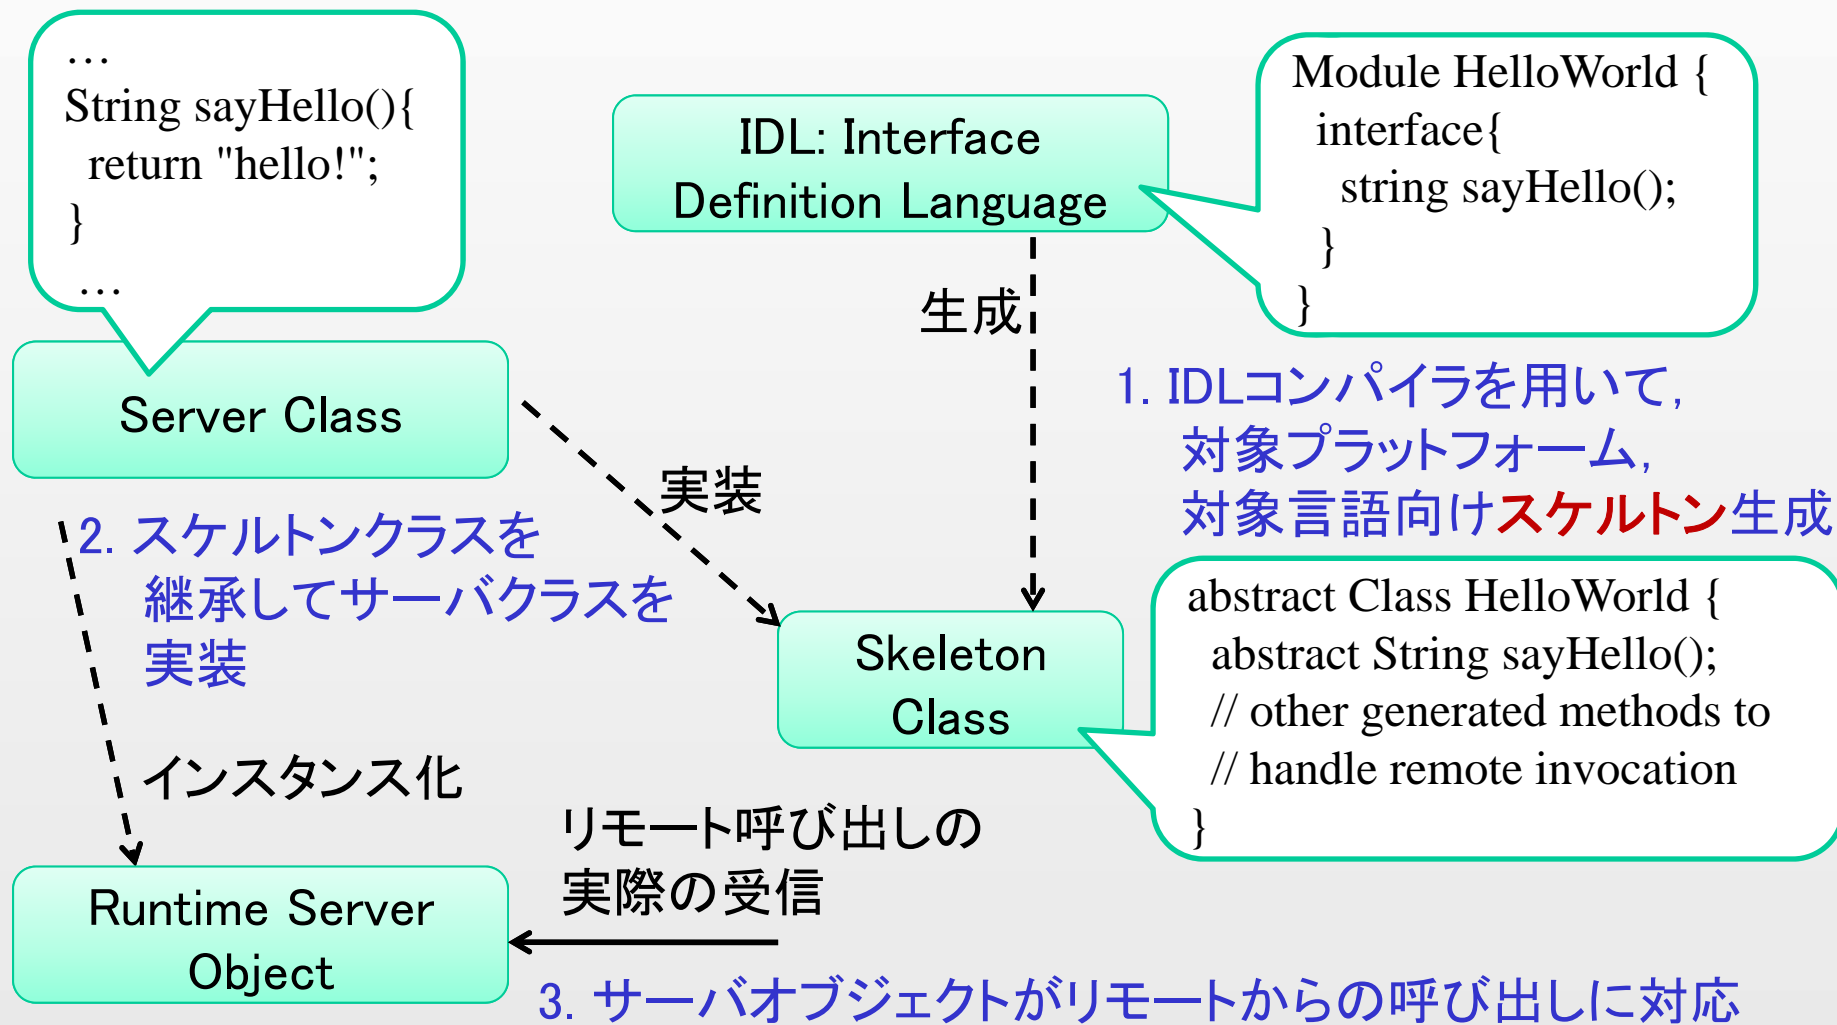 …
String sayHello(){
return "hello!";
}
…
Server Class
IDL: Interface
Definition Language
Module HelloWorld {
interface{
string sayHello();
}
}
生成
1. IDLコンパイラを用いて,
対象プラットフォーム,
対象言語向けスケルトン生成
実装
2. スケルトンクラスを
継承してサーバクラスを
実装
Skeleton
Class
abstract Class HelloWorld {
abstract String sayHello();
// other generated methods to
// handle remote invocation
}
インスタンス化
リモート呼び出しの
実際の受信
Runtime Server
Object
3. サーバオブジェクトがリモートからの呼び出しに対応